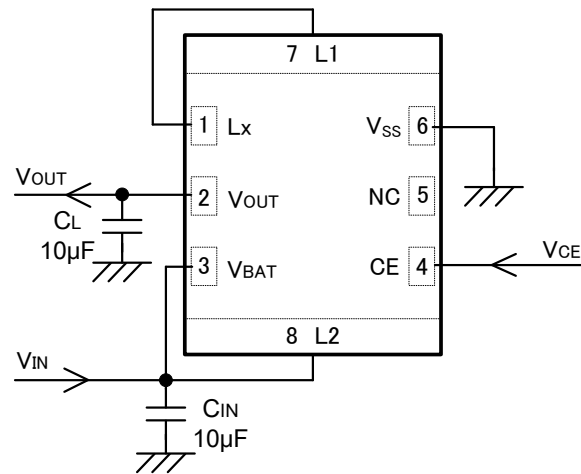 7 L1
1 Lx
VSS 6
VOUT
2 VOUT
NC 5
CL
10μF
3 VBAT
CE 4
VCE
8 L2
VIN
CIN
10μF